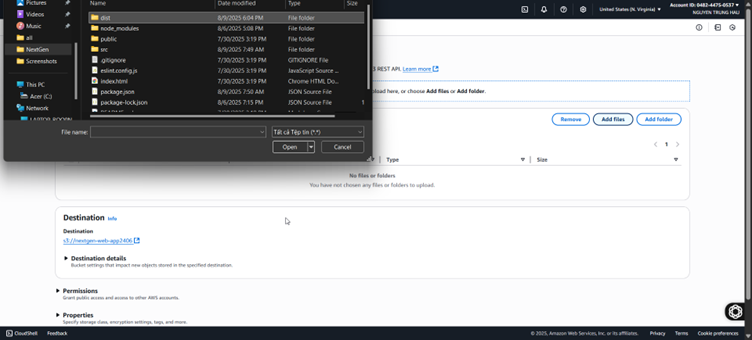 Pictures
Name
Date modified
Type
Size
Videos
dist
8/9/2025 6:04 PM
File folder
Music
node_modules
8/6/2025 5:08 PM
File folder
all
public
7/30/2025 3:19 PM
File folder
NextGen
src
8/9/2025 7:49 AM
File folder
Screenshots
.gitignore
7/30/2025 3:19 PM
GITIGNORE File
eslint.config.js
7/30/2025 3:19 PM
JavaScript Source ...
This PC
index.html
7/30/2025 3:19 PM
Chrome HTML Do...
Acer (C:)
package.json
8/9/2025 7:50 AM
JSON Source File
Network
package-lock.json
8/6/2025 7:15 PM
JSON Source File
1
File name:
Tất cả Tệp tin (*.*)
Open
Cancel
United States (N. Virginia)
Account ID: 0482-4475-0537
NGUYEN TRUNG HAU
3 REST API. Learn more
load here, or choose Add files or Add folder.
Remove
Add files
Add folder
1
Type
Size
No files or folders
You have not chosen any files or folders to upload.
Destination Info
Destination
s3://nextgen-web-app2406
Destination details
Bucket settings that impact new objects stored in the specified destination.
Permissions
Grant public access and access to other AWS accounts.
Properties
Specify storage class, encryption settings, tags, and more.
CloudShell
Feedback
© 2025, Amazon Web Services, Inc. or its affiliates.
Privacy
Terms
Cookie preferences